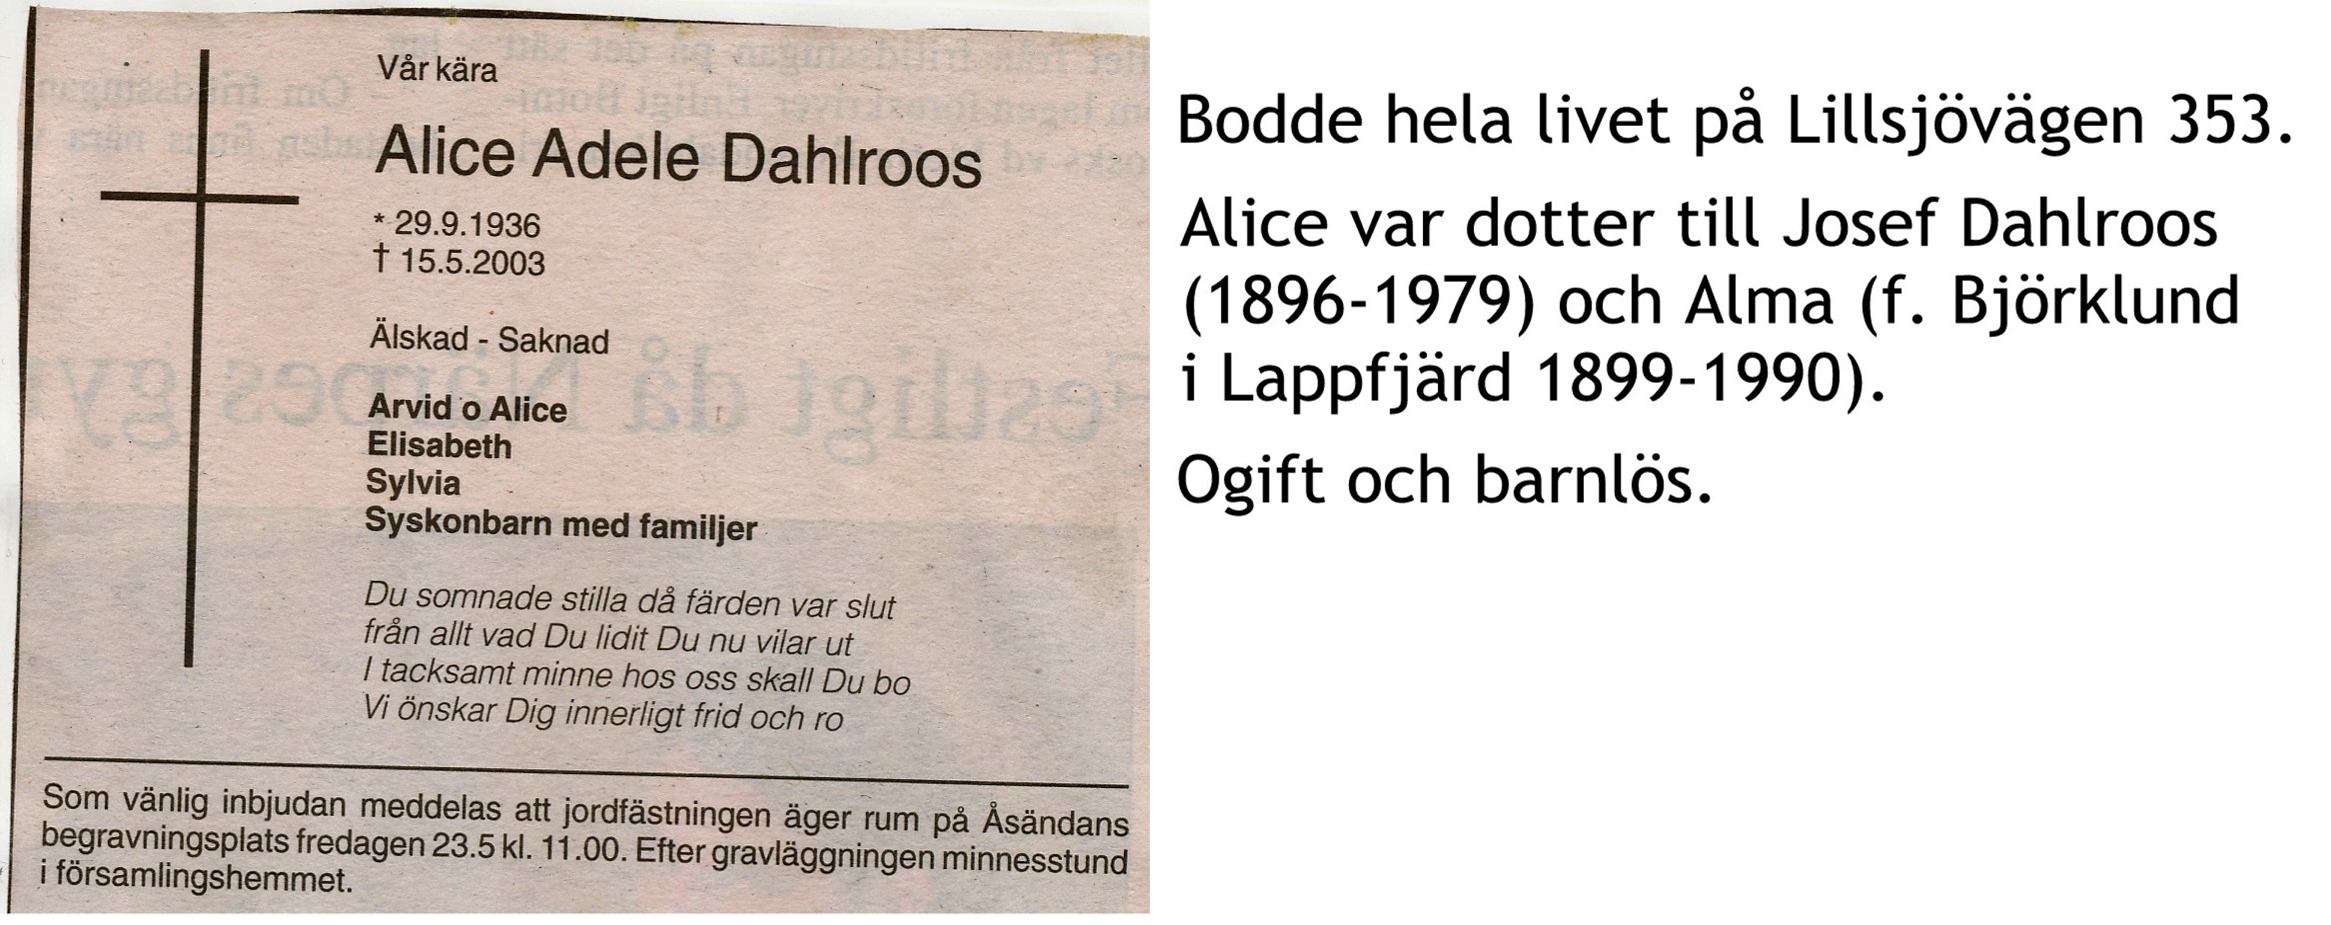 Vår kära
Alice Adele Dahlroos
* 29.9.1936
† 15.5.2003
Älskad - Saknad
Arvid o Alice
Elisabeth
Sylvia
Syskonbarn med familjer
Du somnade stilla då färden var slut
från allt vad Du lidit Du nu vilar ut
I tacksamt minne hos oss skall Du bo
Vi önskar Dig innerligt frid och ro
Som vänlig inbjudan meddelas att jordfästningen äger rum på Åsändans
begravningsplats fredagen 23.5 kl. 11.00. Efter gravläggningen minnesstund
i församlingshemmet.
Bodde hela livet på Lillsjövägen 353.
Alice var dotter till Josef Dahlroos
(1896-1979) och Alma (f. Björklund
i Lappfjärd 1899-1990).
Ogift och barnlös.